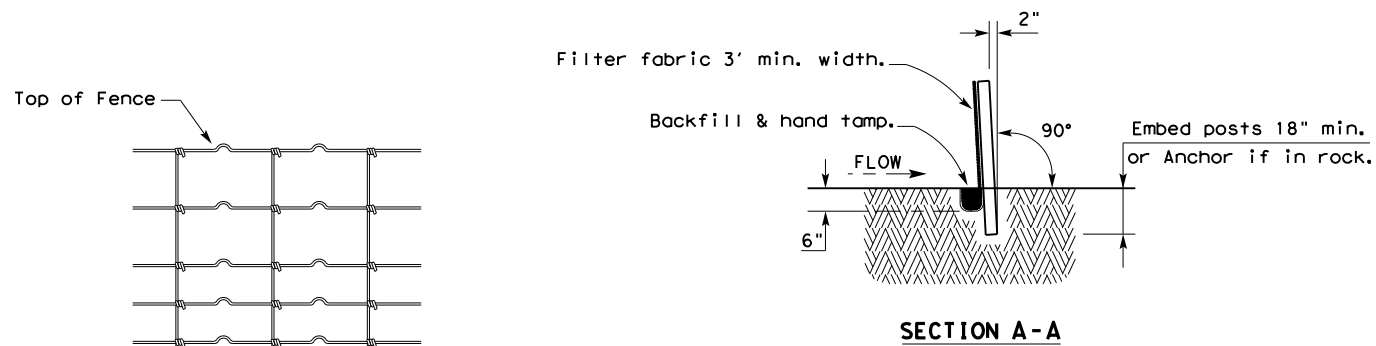 Top of Fence
Filter fabric 3' min. width.
Backfill & hand tamp.
FLOW
2"
90°
Embed posts 18" min.
or Anchor if in rock.
6"
SECTION A-A